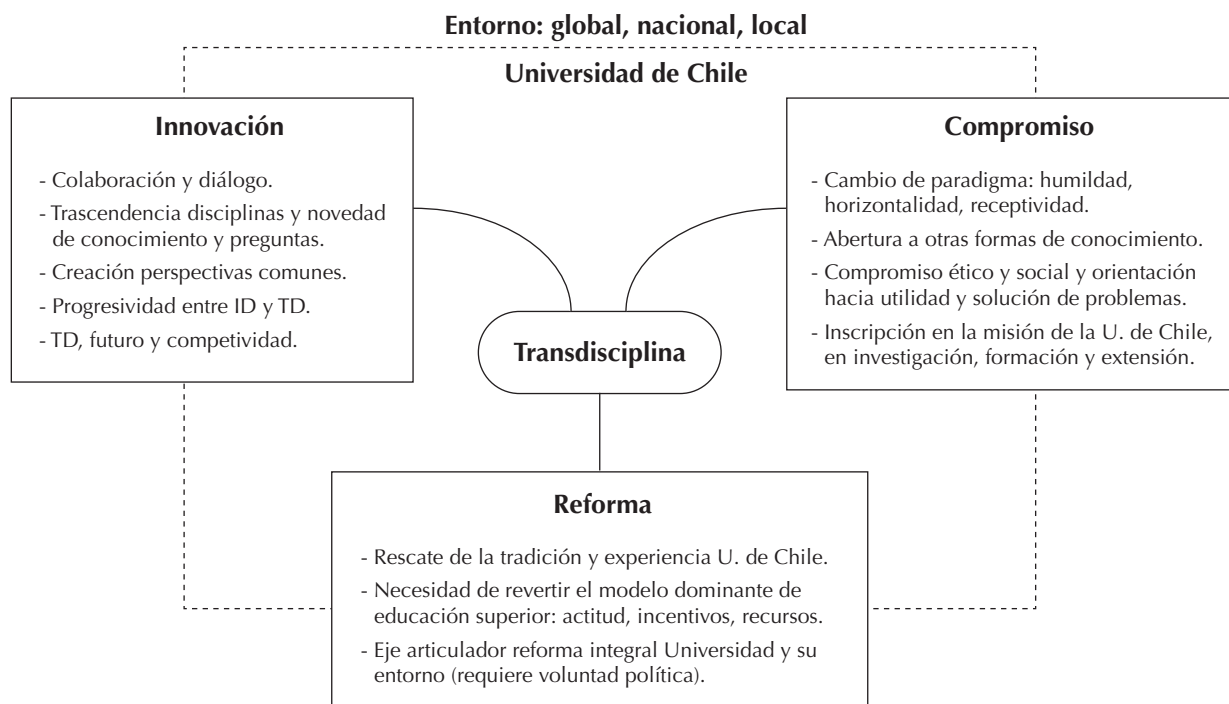 Entorno: global, nacional, local
Universidad de Chile
Innovación
- Colaboración y diálogo.
- Trascendencia disciplinas y novedad
de conocimiento y preguntas.
- Creación perspectivas comunes.
- Progresividad entre ID y TD.
- TD, futuro y competividad.
Compromiso
- Cambio de paradigma: humildad,
horizontalidad, receptividad.
- Abertura a otras formas de conocimiento.
- Compromiso ético y social y orientación
hacia utilidad y solución de problemas.
- Inscripción en la misión de la U. de Chile,
en investigación, formación y extensión.
Transdisciplina
Reforma
- Rescate de la tradición y experiencia U. de Chile.
- Necesidad de revertir el modelo dominante de
educación superior: actitud, incentivos, recursos.
- Eje articulador reforma integral Universidad y su
entorno (requiere voluntad política).